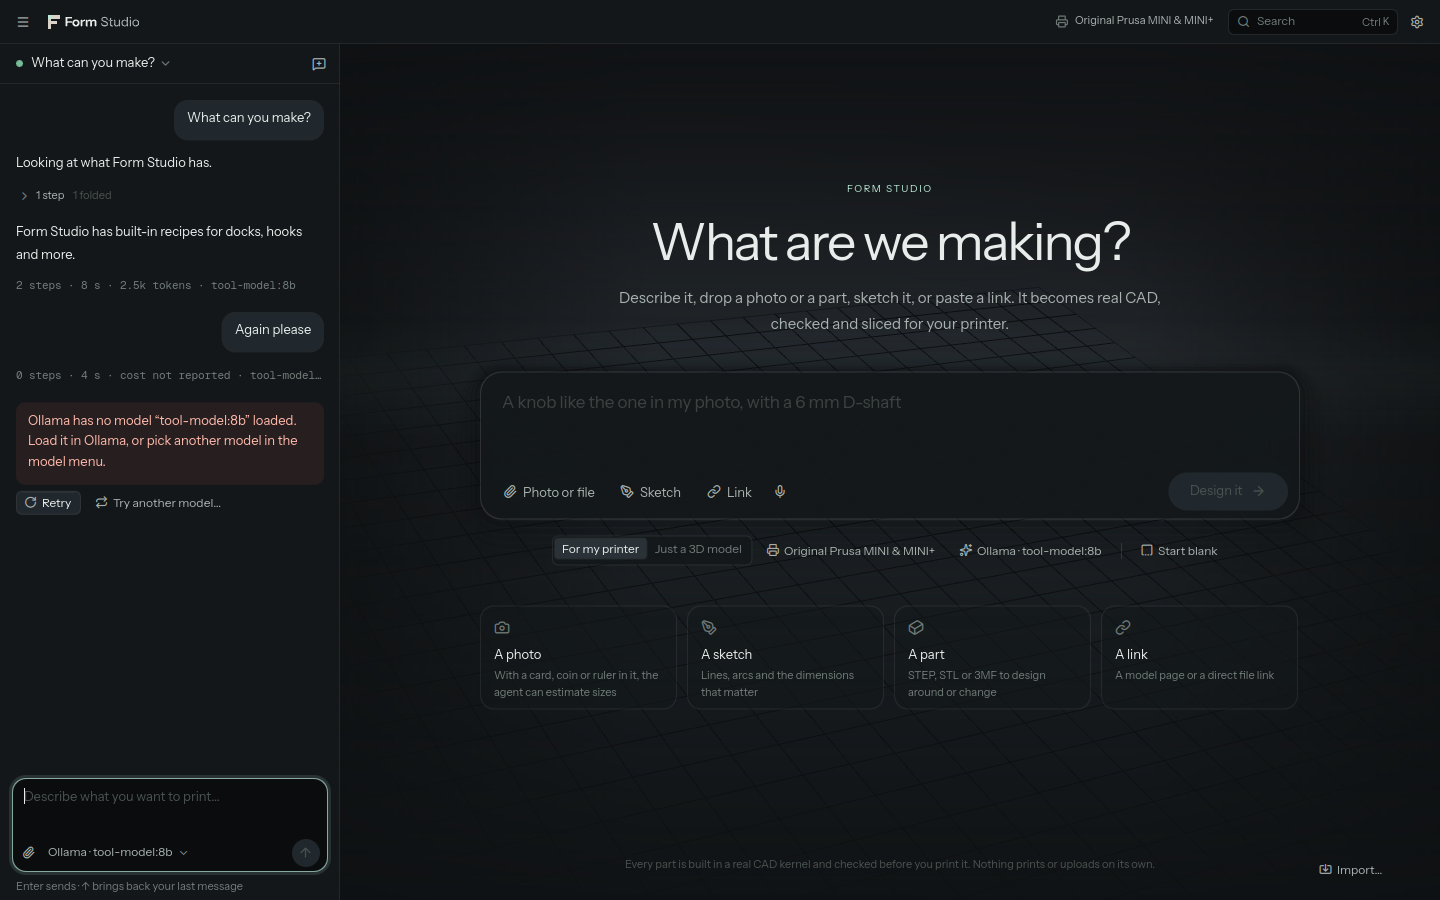 Form Studio
Original Prusa MINI & MINI+
Search
Ctrl K
What can you make?
What can you make?
Looking at what Form Studio has.
1 step 1 folded
Form Studio has built-in recipes for docks, hooks
and more.
2 steps · 8 s · 2.5k tokens · tool-model:8b
Again please
0 steps · 4 s · cost not reported · tool-model…
Ollama has no model “tool-model:8b” loaded.
Load it in Ollama, or pick another model in the
model menu.
Retry
Try another model…
Describe what you want to print…
Ollama · tool-model:8b
Enter sends · ↑ brings back your last message
FORM STUDIO
What are we making?
Describe it, drop a photo or a part, sketch it, or paste a link. It becomes real CAD,
checked and sliced for your printer.
A knob like the one in my photo, with a 6 mm D-shaft
Photo or file
Sketch
Link
Design it
For my printer
Just a 3D model
Original Prusa MINI & MINI+
Ollama · tool-model:8b
Start blank
A photo
With a card, coin or ruler in it, the
agent can estimate sizes
A sketch
Lines, arcs and the dimensions
that matter
A part
STEP, STL or 3MF to design
around or change
A link
A model page or a direct file link
Every part is built in a real CAD kernel and checked before you print it. Nothing prints or uploads on its own.
Import…